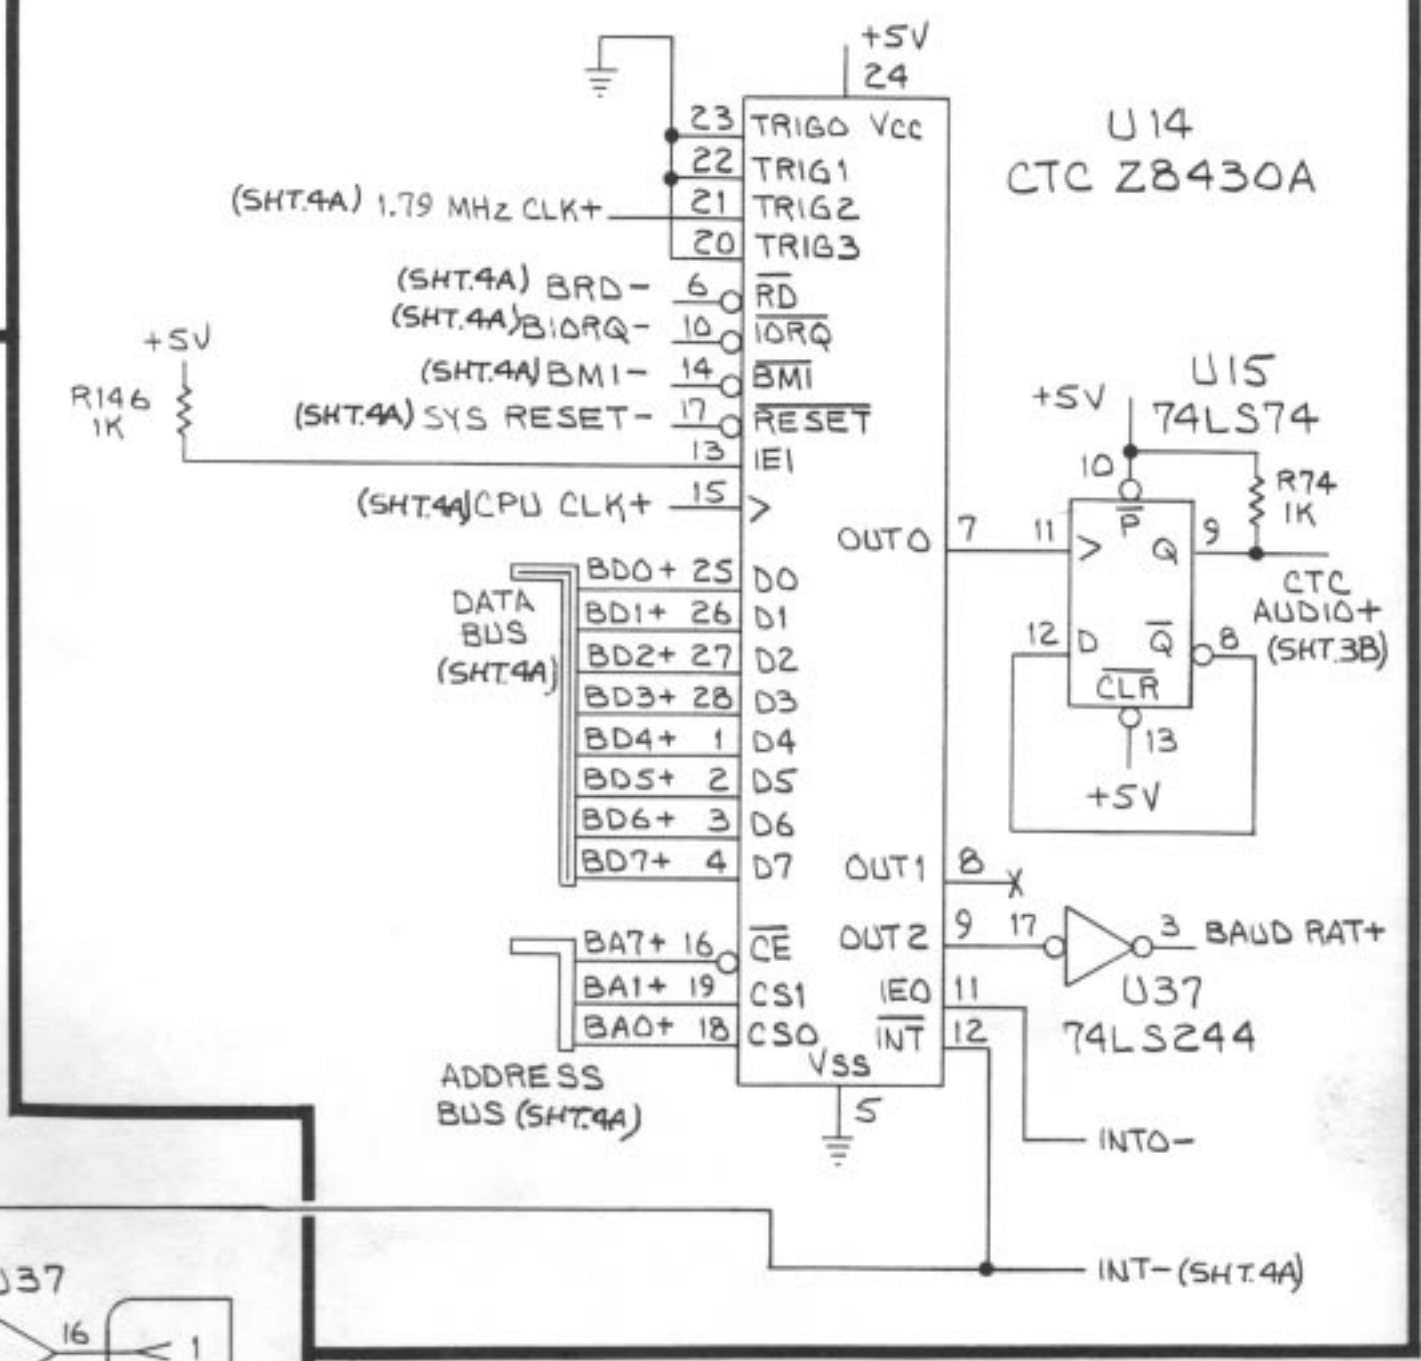 +5V
24
U14
CTC Z8430A
23 TRIG0 VCC
22 TRIG1
(SHT.4A) 1.79 MHz CLK+ 21 TRIG2
20 TRIG3
(SHT.4A) BRD- 6 RD
(SHT.4A) BIORQ- 10 IORQ
(SHT.4A) BM1- 14 BM1
(SHT.4A) SYS RESET- 17 RESET
+5V
R146
1K
13 IEI
(SHT.4A) CPU CLK+ 15 >
U15
74LS74
+5V
10
R74
1K
P
OUT0 7 11 > Q 9
CTC
AUDIO+
(SHT.3B)
12 D Q 8
CLR
13
+5V
DATA
BUS
(SHT.4A)
BD0+ 25 D0
BD1+ 26 D1
BD2+ 27 D2
BD3+ 28 D3
BD4+ 1 D4
BD5+ 2 D5
BD6+ 3 D6
BD7+ 4 D7
OUT1 8 X
OUT2 9 17 3 BAUD RAT+
U37
74LS244
BA7+ 16 CE
BA1+ 19 CS1
BA0+ 18 CS0
ADDRESS
BUS (SHT.4A)
IEO 11
INT 12
VSS
5
INTO-
INT- (SHT.4A)
U37
16
1